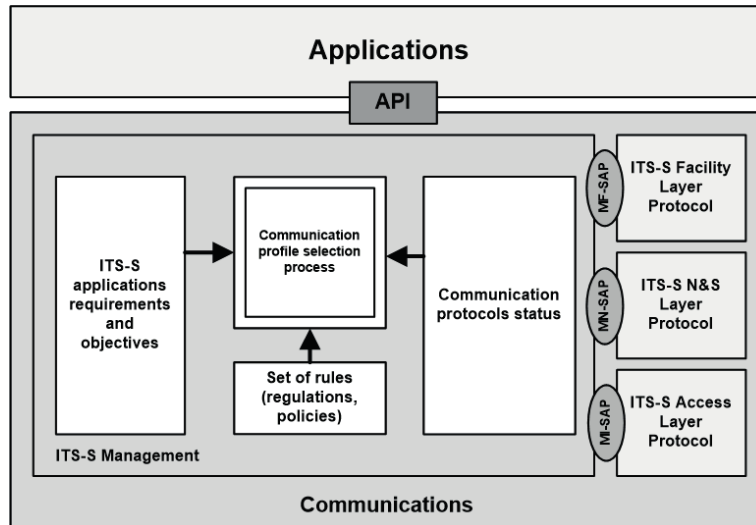 Applications
API
ITS-S
applications
requirements
and
objectives
Communication
profile selection
process
Set of rules
(regulations,
policies)
Communication
protocols status
ITS-S Management
MF-SAP
ITS-S Facility
Layer
Protocol
MN-SAP
ITS-S N&S
Layer
Protocol
MI-SAP
ITS-S Access
Layer
Protocol
Communications